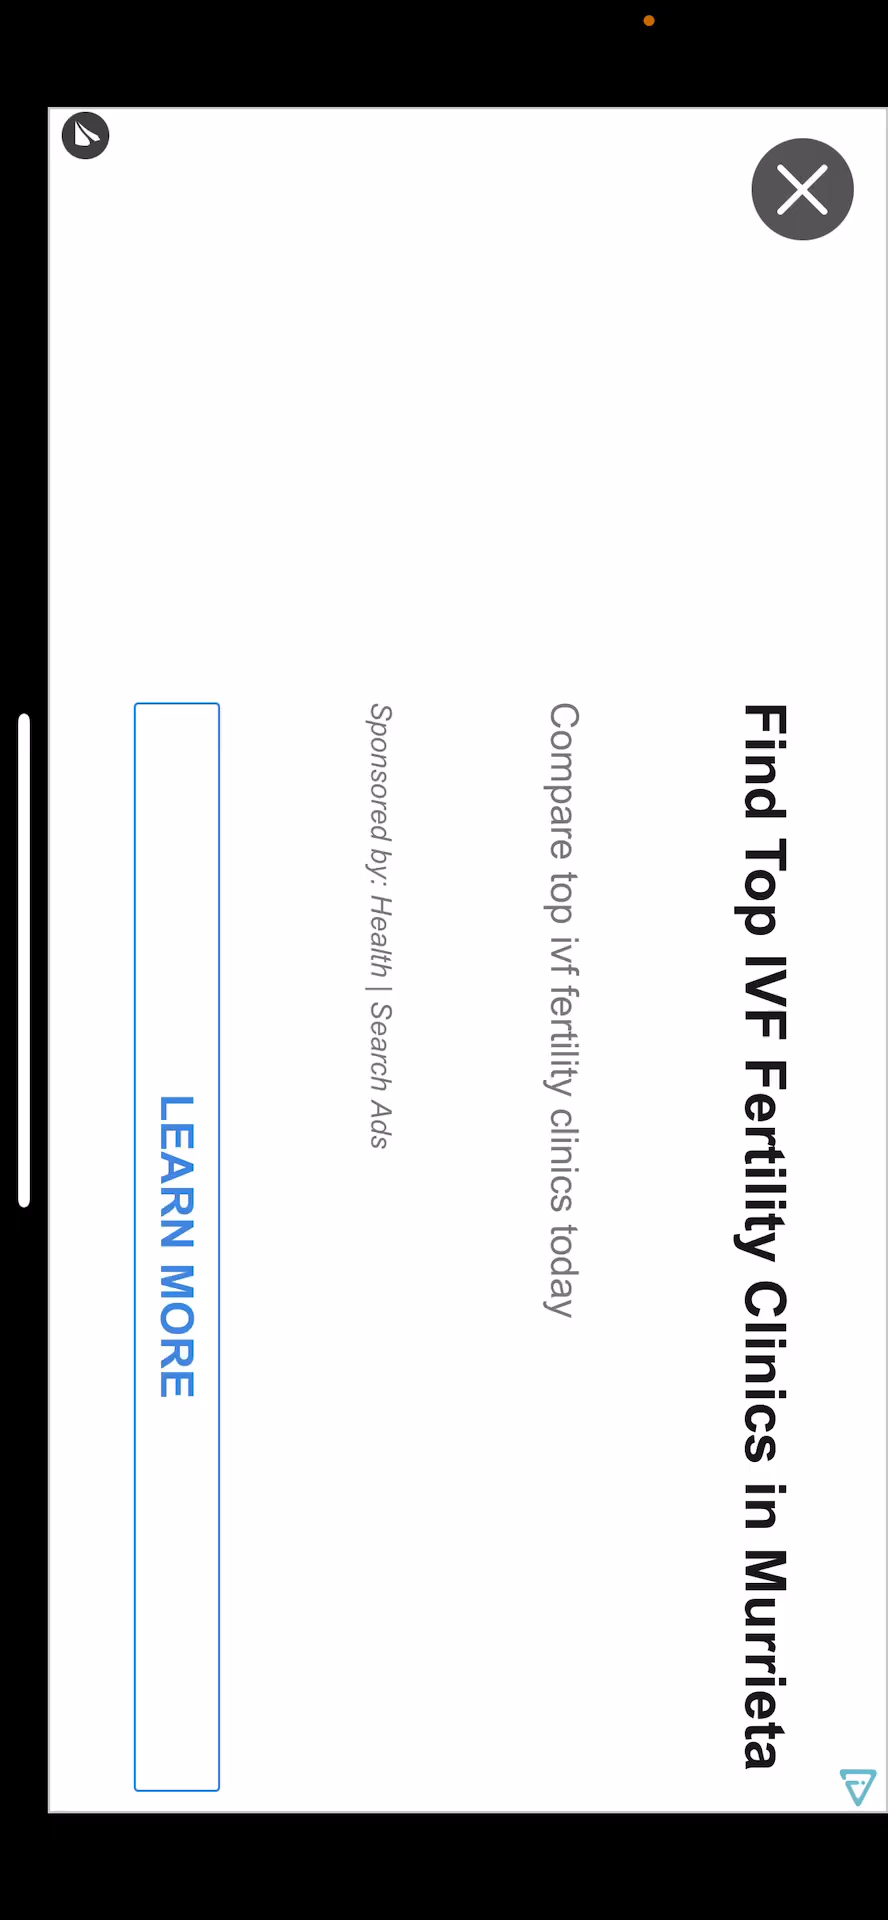 Find Top IVF Fertility Clinics in Murrieta
Compare top ivf fertility clinics today
Sponsored by: Health | Search Ads
LEARN MORE